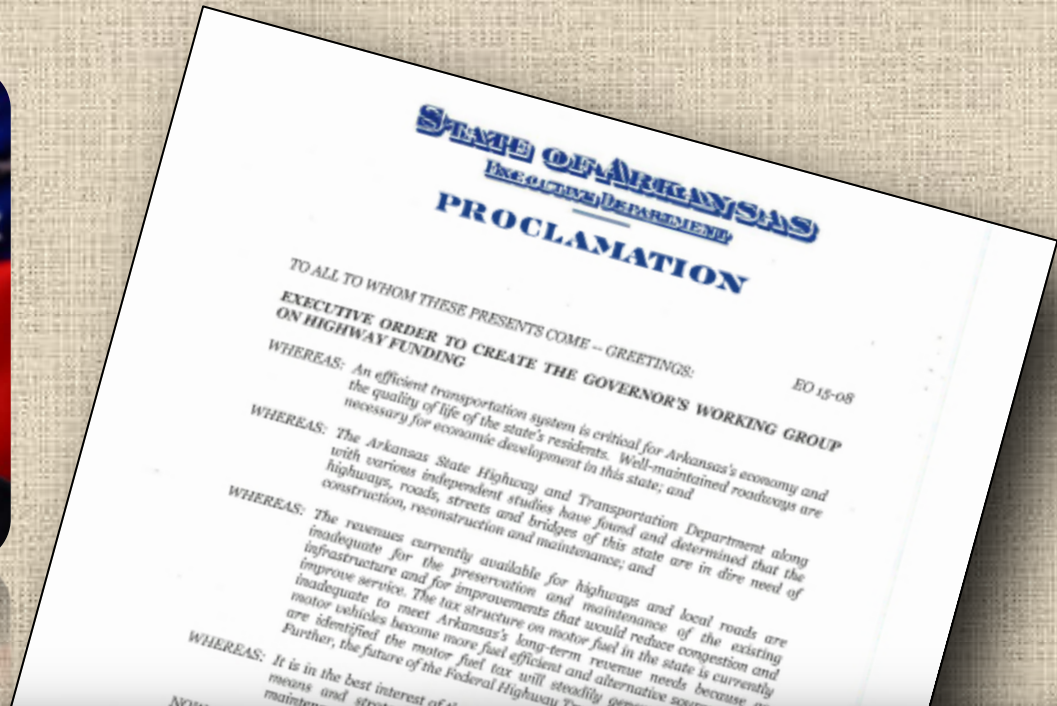 STATE OF ARKANSAS
EXECUTIVE DEPARTMENT
PROCLAMATION
TO ALL TO WHOM THESE PRESENTS COME – GREETINGS:
EO 15-08
EXECUTIVE ORDER TO CREATE THE GOVERNOR'S WORKING GROUP
ON HIGHWAY FUNDING
WHEREAS: An efficient transportation system is critical for Arkansas's economy and
the quality of life of the state's residents. Well-maintained roadways are
necessary for economic development in this state; and
WHEREAS: The Arkansas State Highway and Transportation Department along
with various independent studies have found and determined that the
highways, roads, streets and bridges of this state are in dire need of
construction, reconstruction and maintenance; and
WHEREAS: The revenues currently available for highways and local roads are
inadequate for the preservation and maintenance of the existing
infrastructure and for improvements that would reduce congestion and
improve service. The tax structure on motor fuel in the state is currently
inadequate to meet Arkansas's long-term revenue needs because
motor vehicles become more fuel efficient and alternative
are identified the motor fuel tax will steadily
Further, the future of the Federal Highway
WHEREAS: It is in the best interest of
means and